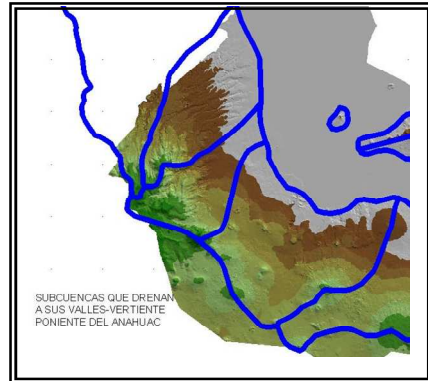 SUBCUENCAS QUE DRENAN
A SUS VALLES-VERTIENTE
PONIENTE DEL ANAHUAC